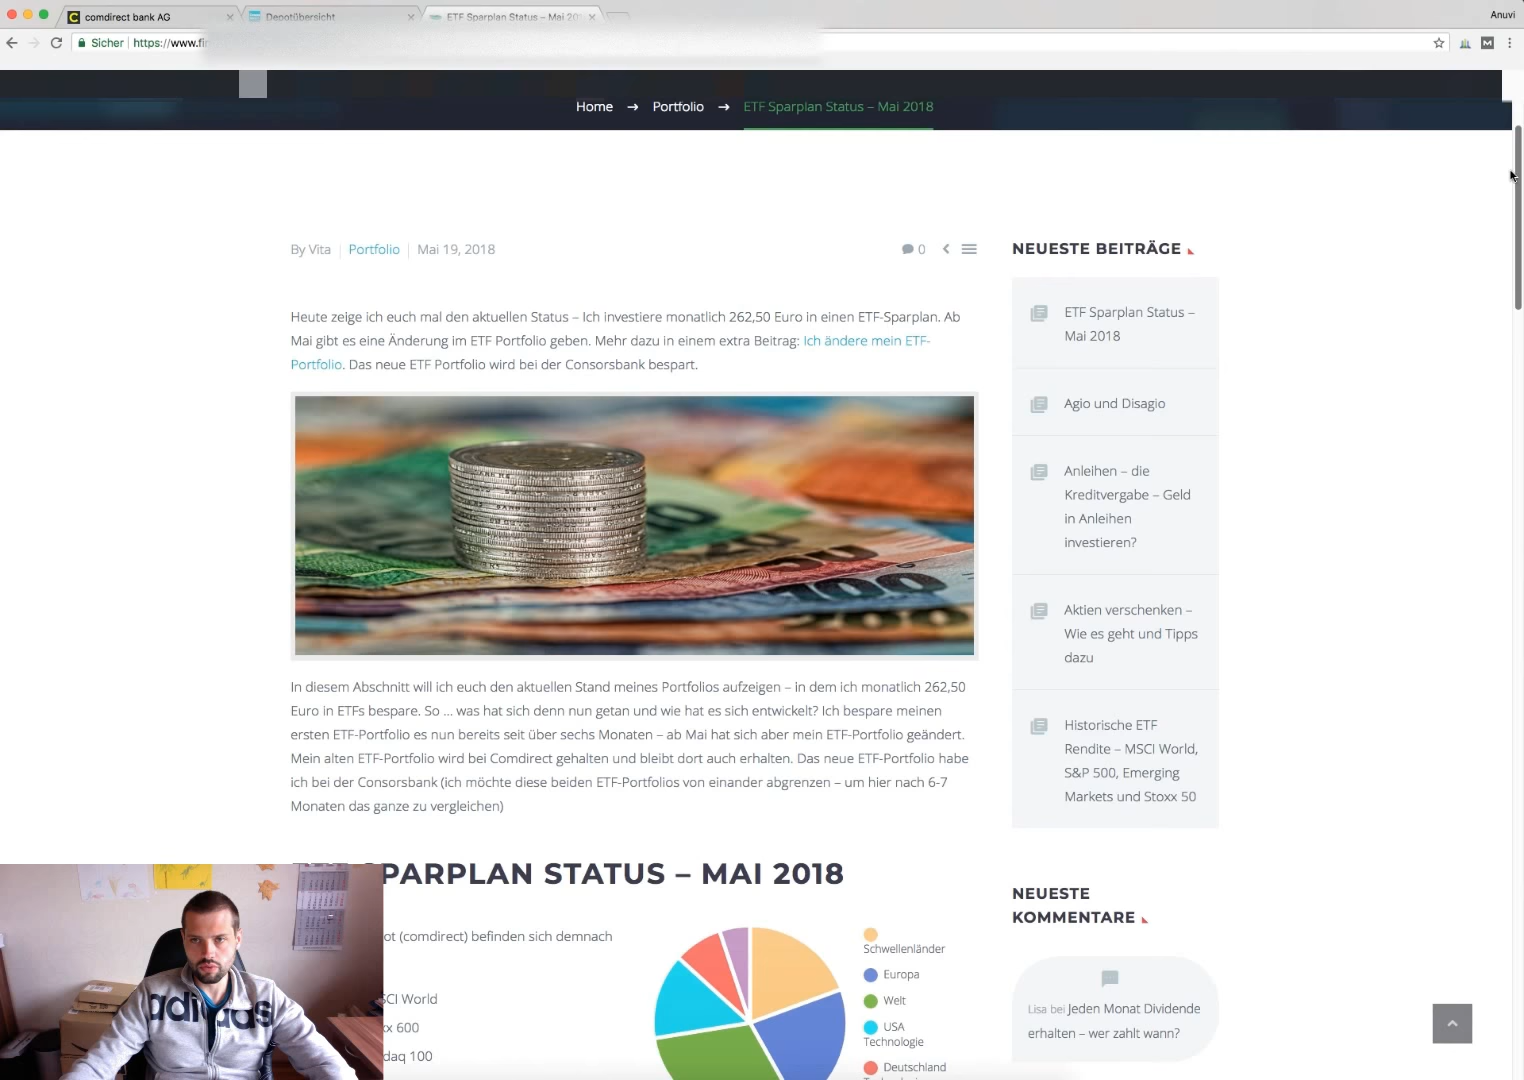 comdirect bank AG
Depotübersicht
ETF Sparplan Status – Mai 201
Anuvi
Sicher
https://www.fi
Home → Portfolio → ETF Sparplan Status – Mai 2018
By Vita
Portfolio
Mai 19, 2018
0
Heute zeige ich euch mal den aktuellen Status – Ich investiere monatlich 262,50 Euro in einen ETF-Sparplan. Ab
Mai gibt es eine Änderung im ETF Portfolio geben. Mehr dazu in einem extra Beitrag: Ich ändere mein ETF-
Portfolio. Das neue ETF Portfolio wird bei der Consorsbank bespart.
100
In diesem Abschnitt will ich euch den aktuellen Stand meines Portfolios aufzeigen – in dem ich monatlich 262,50
Euro in ETFs bespare. So ... was hat sich denn nun getan und wie hat es sich entwickelt? Ich bespare meinen
ersten ETF-Portfolio es nun bereits seit über sechs Monaten – ab Mai hat sich aber mein ETF-Portfolio geändert.
Mein alten ETF-Portfolio wird bei Comdirect gehalten und bleibt dort auch erhalten. Das neue ETF-Portfolio habe
ich bei der Consorsbank (ich möchte diese beiden ETF-Portfolios von einander abgrenzen – um hier nach 6-7
Monaten das ganze zu vergleichen)
PARPLAN STATUS – MAI 2018
ot (comdirect) befinden sich demnach
SCI World
xx 600
daq 100
Schwellenländer
Europa
Welt
USA
Technologie
Deutschland
adidas
NEUESTE BEITRÄGE
ETF Sparplan Status –
Mai 2018
Agio und Disagio
Anleihen – die
Kreditvergabe – Geld
in Anleihen
investieren?
Aktien verschenken –
Wie es geht und Tipps
dazu
Historische ETF
Rendite – MSCI World,
S&P 500, Emerging
Markets und Stoxx 50
NEUESTE
KOMMENTARE
Lisa bei Jeden Monat Dividende
erhalten – wer zahlt wann?